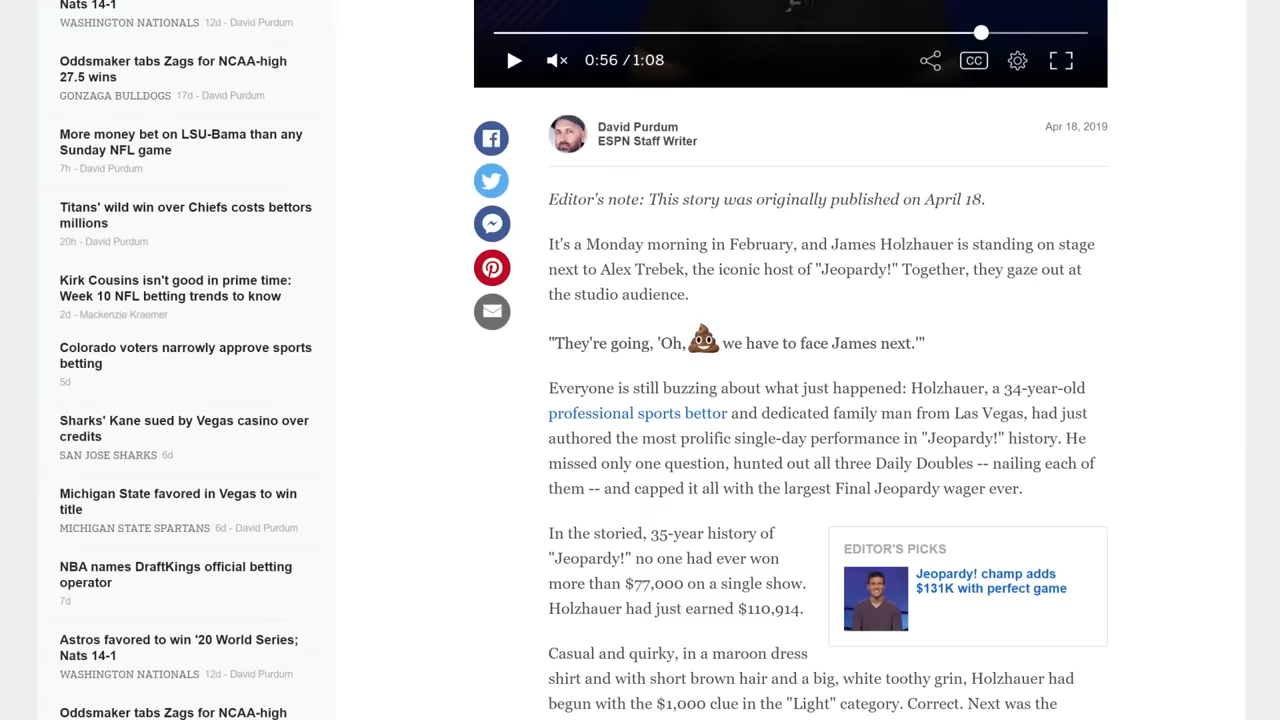 Nats 14-1
WASHINGTON NATIONALS 12d - David Purdum
Oddsmaker tabs Zags for NCAA-high
27.5 wins
GONZAGA BULLDOGS 17d - David Purdum
More money bet on LSU-Bama than any
Sunday NFL game
7h - David Purdum
Titans' wild win over Chiefs costs bettors
millions
20h - David Purdum
Kirk Cousins isn't good in prime time:
Week 10 NFL betting trends to know
2d - Mackenzie Kraemer
Colorado voters narrowly approve sports
betting
5d
Sharks' Kane sued by Vegas casino over
credits
SAN JOSE SHARKS 6d
Michigan State favored in Vegas to win
title
MICHIGAN STATE SPARTANS 6d - David Purdum
NBA names DraftKings official betting
operator
7d
Astros favored to win '20 World Series;
Nats 14-1
WASHINGTON NATIONALS 12d - David Purdum
Oddsmaker tabs Zags for NCAA-high
0:56 / 1:08
CC
David Purdum
ESPN Staff Writer
Apr 18, 2019
Editor's note: This story was originally published on April 18.
It's a Monday morning in February, and James Holzhauer is standing on stage
next to Alex Trebek, the iconic host of "Jeopardy!" Together, they gaze out at
the studio audience.
"They're going, 'Oh, 💩 we have to face James next.'"
Everyone is still buzzing about what just happened: Holzhauer, a 34-year-old
professional sports bettor and dedicated family man from Las Vegas, had just
authored the most prolific single-day performance in "Jeopardy!" history. He
missed only one question, hunted out all three Daily Doubles -- nailing each of
them -- and capped it all with the largest Final Jeopardy wager ever.
In the storied, 35-year history of
"Jeopardy!" no one had ever won
more than $77,000 on a single show.
Holzhauer had just earned $110,914.
EDITOR'S PICKS
Jeopardy! champ adds
$131K with perfect game
Casual and quirky, in a maroon dress
shirt and with short brown hair and a big, white toothy grin, Holzhauer had
begun with the $1,000 clue in the "Light" category. Correct. Next was the